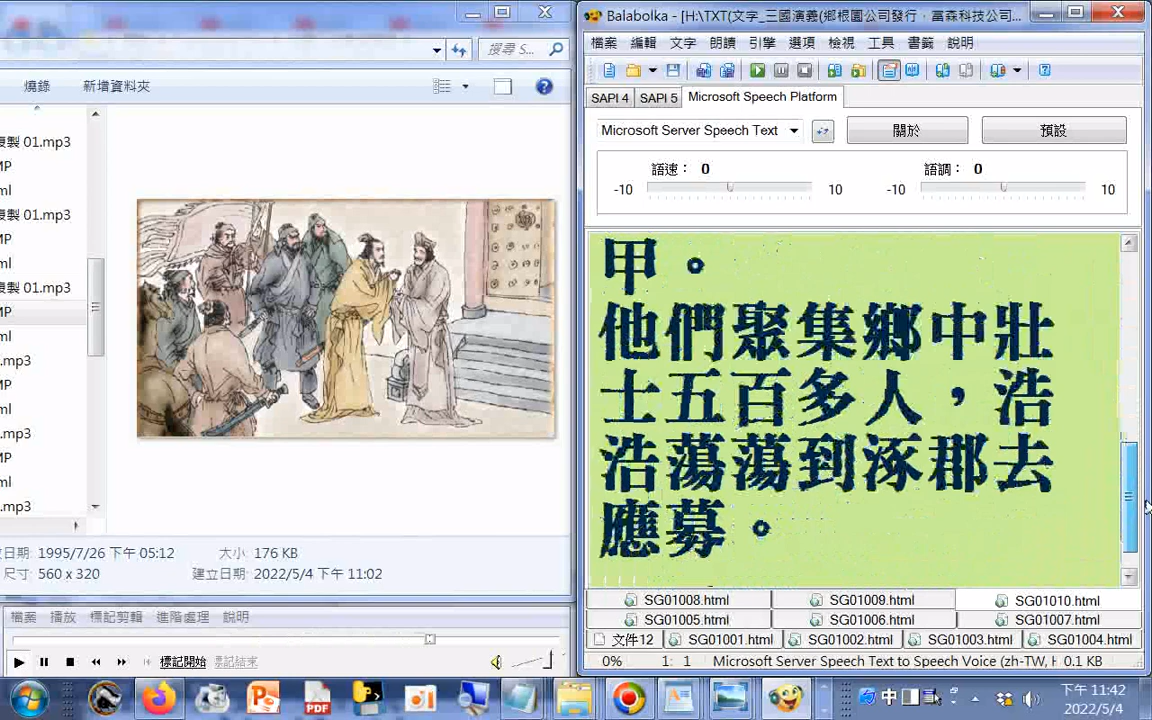 搜尋 S...
燒錄
新增資料夾
複製 01.mp3
MP
ml
複製 01.mp3
MP
ml
複製 01.mp3
MP
ml
.mp3
MP
ml
.mp3
MP
ml
.mp3
日期: 1995/7/26 下午 05:12
大小: 176 KB
尺寸: 560 x 320
建立日期: 2022/5/4 下午 11:02
檔案 播放 標記剪輯 進階處理 說明
標記開始 標記結束
Balabolka - [H:\TXT(文字_三國演義(鄉根園公司發行，富森科技公司...
檔案 編輯 文字 朗讀 引擎 選項 檢視 工具 書籤 說明
SAPI 4 SAPI 5 Microsoft Speech Platform
Microsoft Server Speech Text
關於 預設
語速： 0 語調： 0
-10 10 -10 10
甲。
他們聚集鄉中壯
士五百多人，浩
浩蕩蕩到涿郡去
應募。
SG01008.html SG01009.html SG01010.html
SG01005.html SG01006.html SG01007.html
文件12 SG01001.html SG01002.html SG01003.html SG01004.html
0% 1: 1 Microsoft Server Speech Text to Speech Voice (zh-TW, H 0.1 KB
中
下午 11:42
2022/5/4